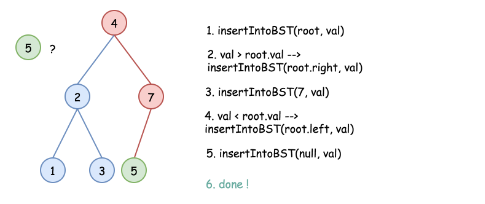 4
5 ?
2
7
1
3
5
1. insertIntoBST(root, val)
2. val > root.val -->
insertIntoBST(root.right, val)
3. insertIntoBST(7, val)
4. val < root.val -->
insertIntoBST(root.left, val)
5. insertIntoBST(null, val)
6. done !